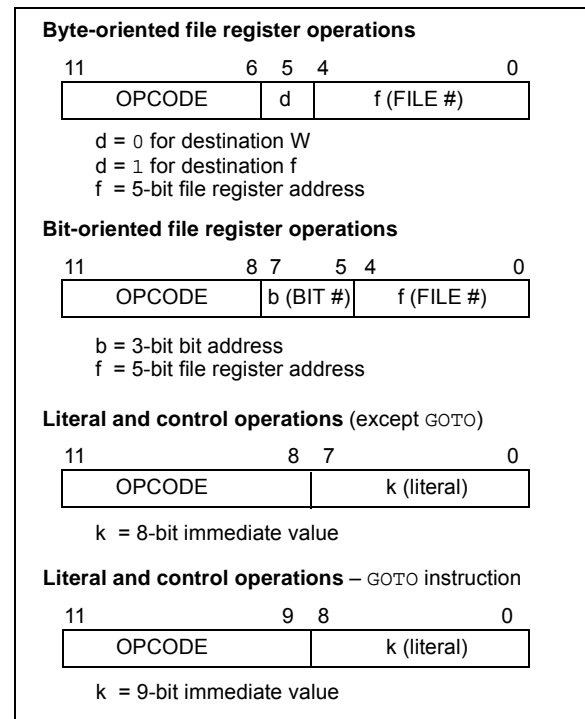 Byte-oriented file register operations
11 6 5 4 0
OPCODE d f (FILE #)
d = 0 for destination W
d = 1 for destination f
f = 5-bit file register address
Bit-oriented file register operations
11 8 7 5 4 0
OPCODE b (BIT #) f (FILE #)
b = 3-bit bit address
f = 5-bit file register address
Literal and control operations (except GOTO)
11 8 7 0
OPCODE k (literal)
k = 8-bit immediate value
Literal and control operations – GOTO instruction
11 9 8 0
OPCODE k (literal)
k = 9-bit immediate value